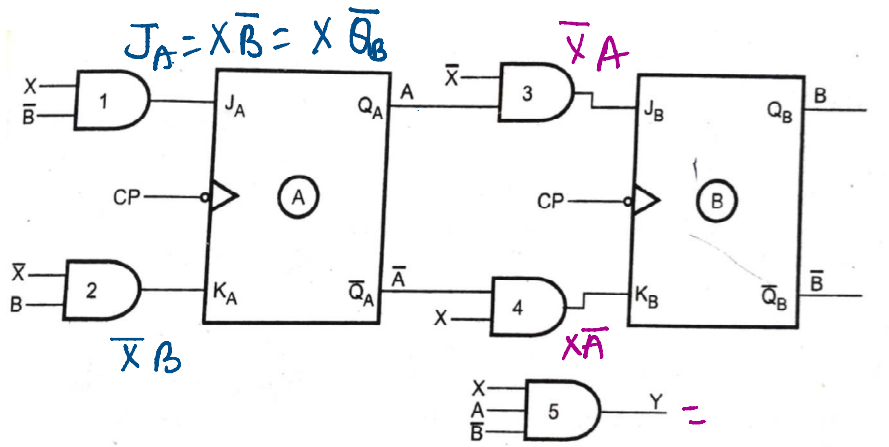 J_A = X B̅ = X Q̅_B
X̅ A
X
B̅
1
J_A
Q_A
A
X̅
3
J_B
Q_B
B
CP
A
CP
B
X̅
B
2
K_A
Q̅_A
A̅
X
4
K_B
Q̅_B
B̅
X̅ B
X A̅
X
A
B̅
5
Y =